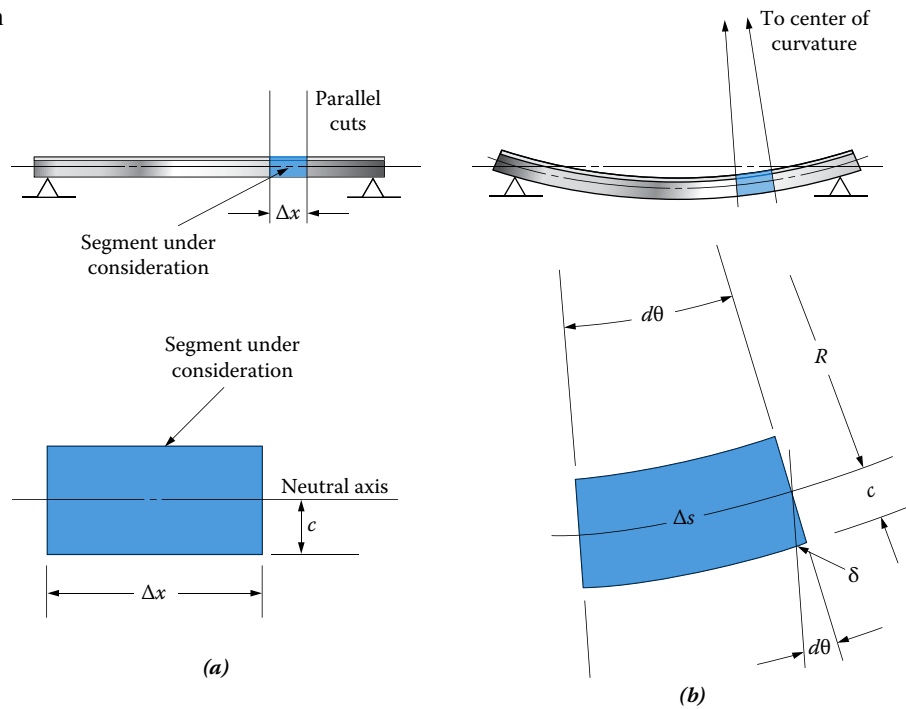 n
Parallel
cuts
Δx
Segment under
consideration
Segment under
consideration
Neutral axis
c
Δx
(a)
To center of
curvature
dθ
R
c
Δs
δ
dθ
(b)